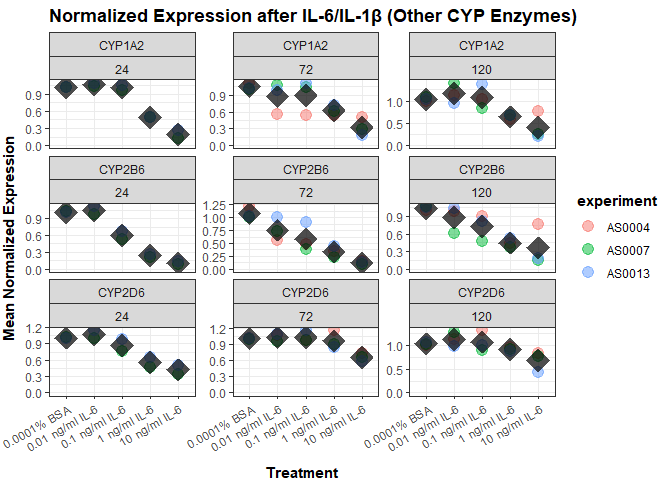 Normalized Expression after IL-6/IL-1β (Other CYP Enzymes)
CYP1A2 CYP1A2 CYP1A2
24 72 120
0.9 0.9 1.0
0.6 0.6 0.5
0.3 0.3 0.0
0.0 0.0
CYP2B6 CYP2B6 CYP2B6
24 72 120
0.9 1.25 0.9
0.6 1.00 0.6
0.3 0.75 0.3
0.0 0.50 0.0
0.25
0.00
CYP2D6 CYP2D6 CYP2D6
24 72 120
1.2 1.2 1.0
0.9 0.9 0.5
0.6 0.6 0.0
0.3 0.3
0.0 0.0
0.0001% BSA 0.01 ng/ml IL-6 0.1 ng/ml IL-6 1 ng/ml IL-6 10 ng/ml IL-6
0.0001% BSA 0.01 ng/ml IL-6 0.1 ng/ml IL-6 1 ng/ml IL-6 10 ng/ml IL-6
0.0001% BSA 0.01 ng/ml IL-6 0.1 ng/ml IL-6 1 ng/ml IL-6 10 ng/ml IL-6
Mean Normalized Expression
Treatment
experiment
AS0004
AS0007
AS0013